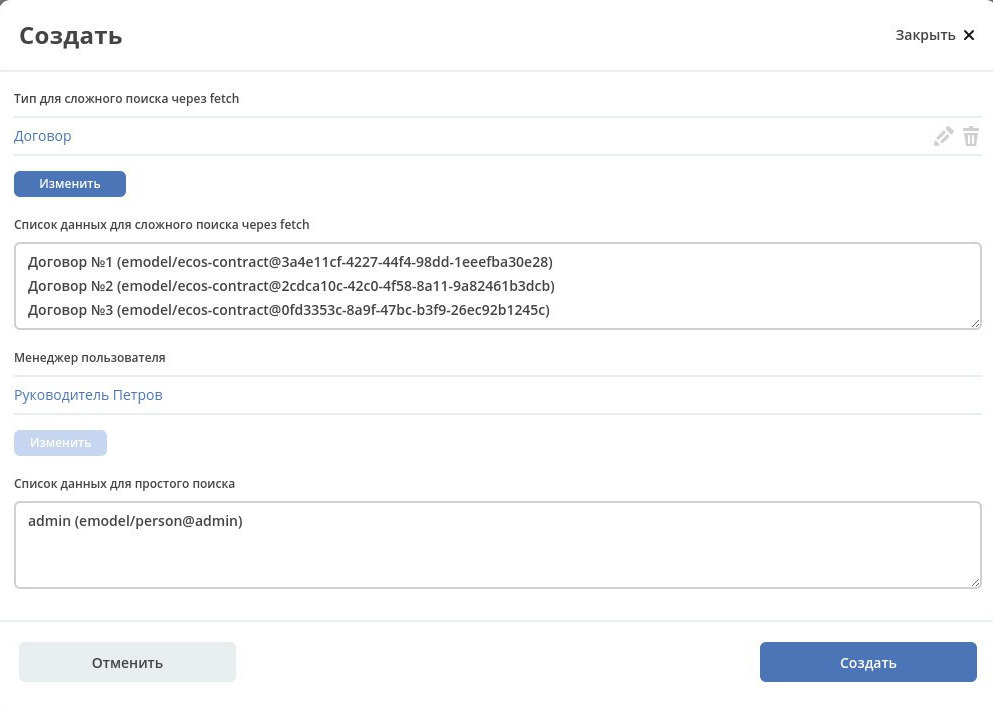 Создать
Закрыть
Тип для сложного поиска через fetch
Договор
Изменить
Список данных для сложного поиска через fetch
Договор №1 (emodel/ecos-contract@3a4e11cf-4227-44f4-98dd-1eeefba30e28)
Договор №2 (emodel/ecos-contract@2cdca10c-42c0-4f58-8a11-9a82461b3dcb)
Договор №3 (emodel/ecos-contract@0fd3353c-8a9f-47bc-b3f9-26ec92b1245c)
Менеджер пользователя
Руководитель Петров
Изменить
Список данных для простого поиска
admin (emodel/person@admin)
Отменить
Создать